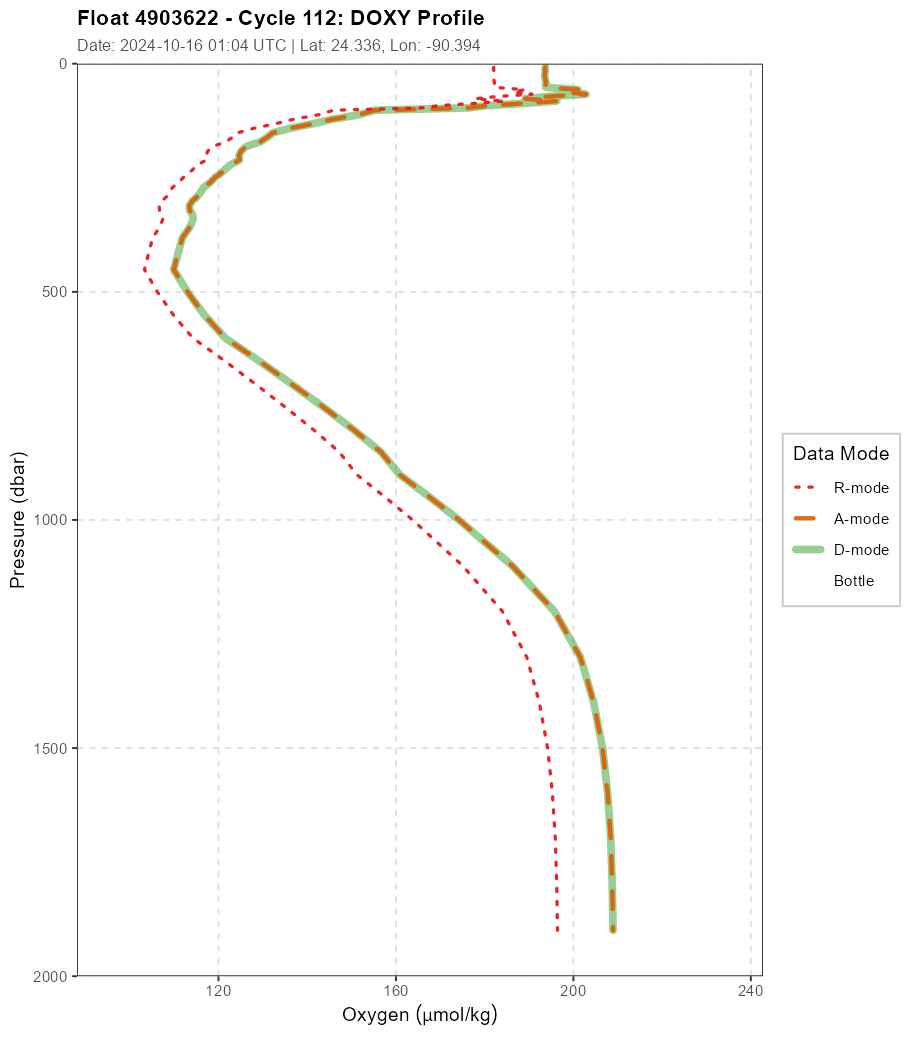 Float 4903622 - Cycle 112: DOXY Profile
Date: 2024-10-16 01:04 UTC | Lat: 24.336, Lon: -90.394
0
500
1000
1500
2000
Pressure (dbar)
120
160
200
240
Oxygen (μmol/kg)
Data Mode
R-mode
A-mode
D-mode
Bottle